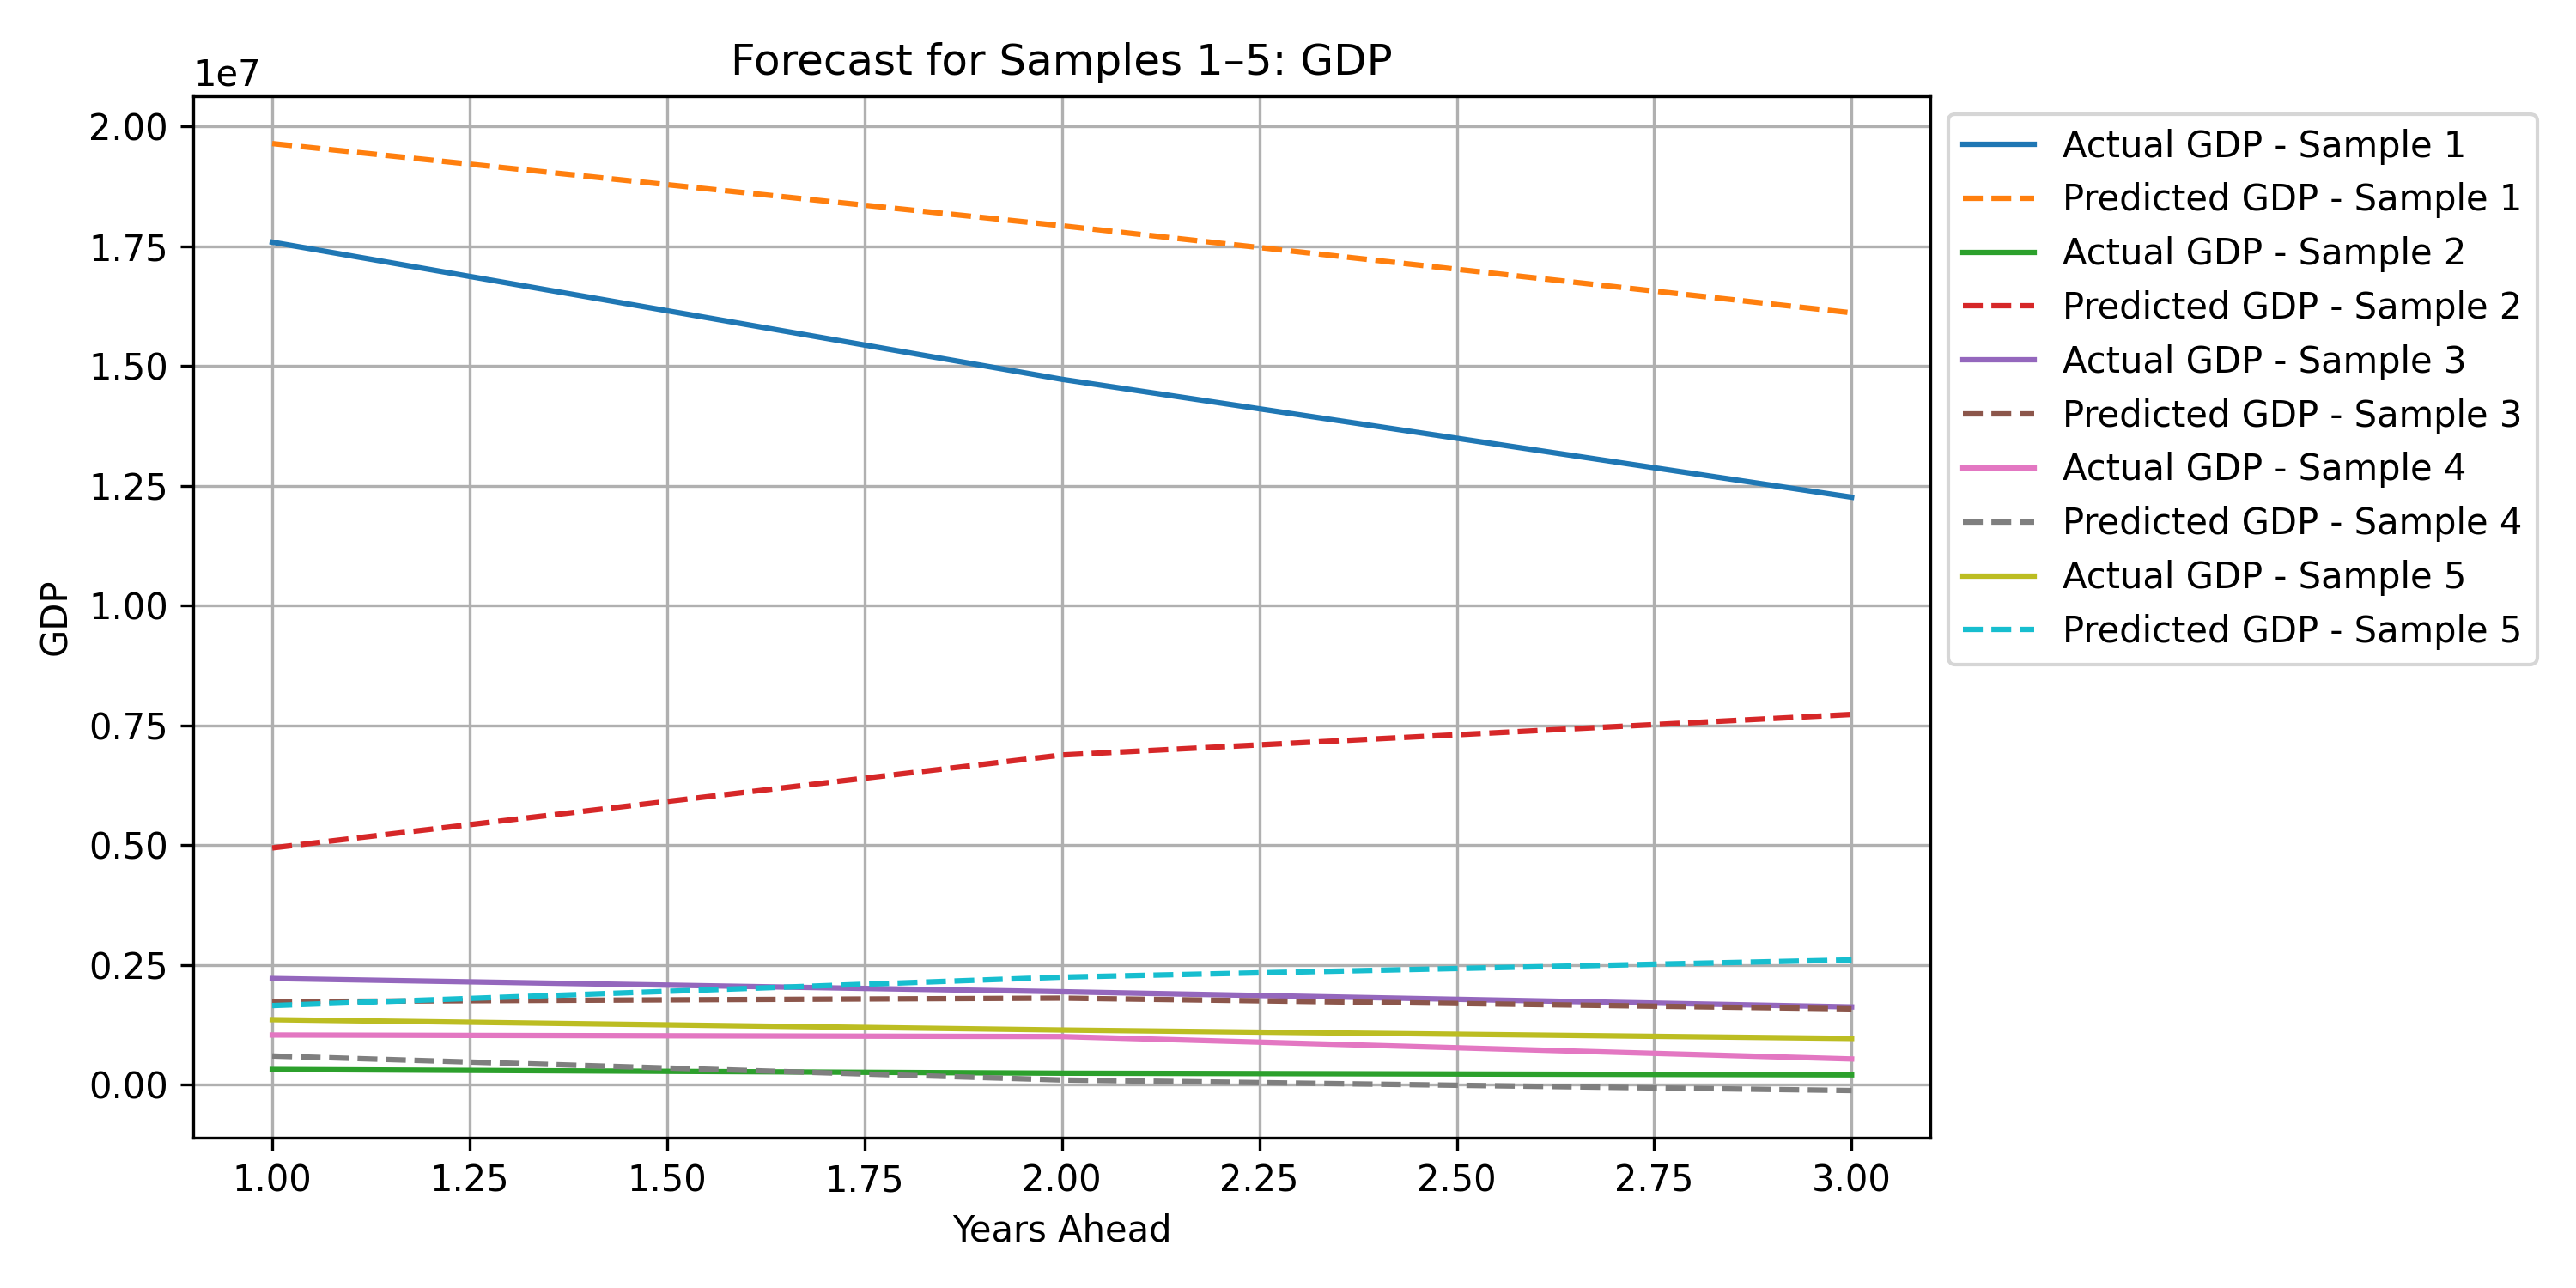 Forecast for Samples 1–5: GDP
1e7
2.00
1.75
1.50
1.25
1.00
0.75
0.50
0.25
0.00
GDP
1.00 1.25 1.50 1.75 2.00 2.25 2.50 2.75 3.00
Years Ahead
Actual GDP - Sample 1
Predicted GDP - Sample 1
Actual GDP - Sample 2
Predicted GDP - Sample 2
Actual GDP - Sample 3
Predicted GDP - Sample 3
Actual GDP - Sample 4
Predicted GDP - Sample 4
Actual GDP - Sample 5
Predicted GDP - Sample 5